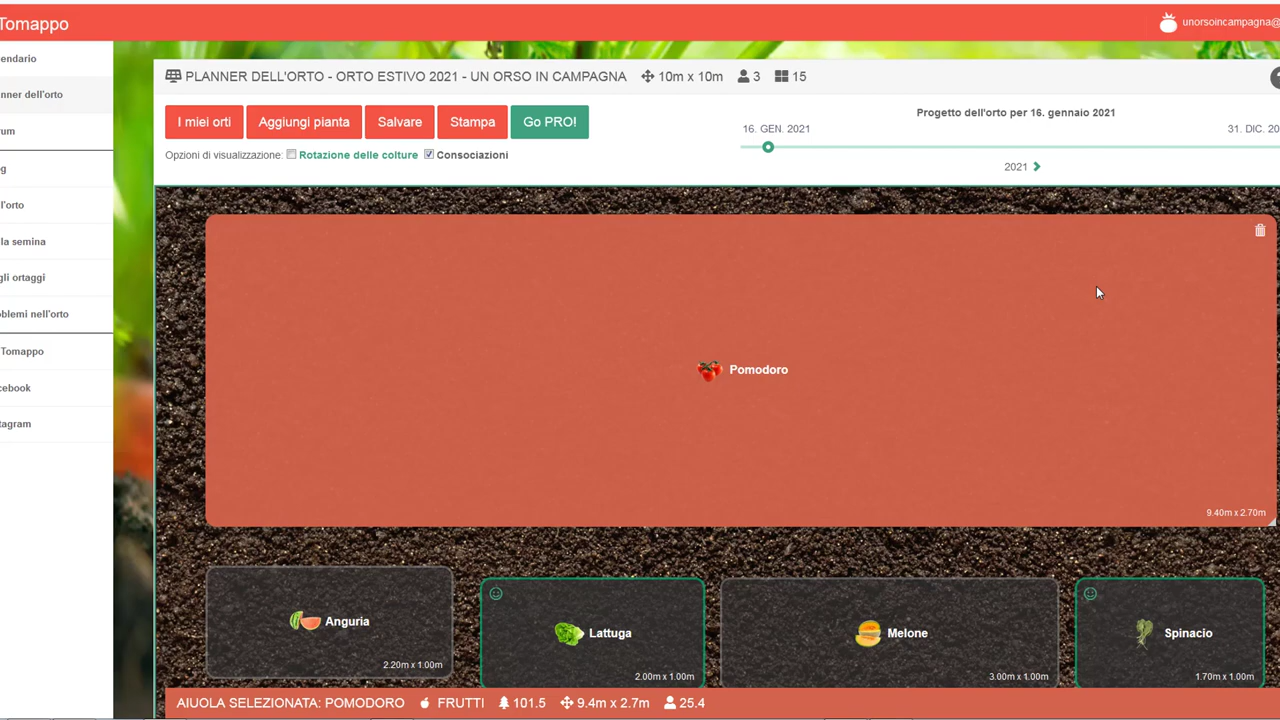 Tomappo
unorsoincampagna@
endario
nner dell'orto
rum
g
l'orto
la semina
gli ortaggi
oblemi nell'orto
Tomappo
cebook
tagram
PLANNER DELL'ORTO - ORTO ESTIVO 2021 - UN ORSO IN CAMPAGNA 10m x 10m 3 15
I miei orti Aggiungi pianta Salvare Stampa Go PRO!
Opzioni di visualizzazione: Rotazione delle colture Consociazioni
Progetto dell'orto per 16. gennaio 2021
16. GEN. 2021 31. DIC. 20
2021
Pomodoro
9.40m x 2.70m
Anguria
2.20m x 1.00m
Lattuga
2.00m x 1.00m
Melone
3.00m x 1.00m
Spinacio
1.70m x 1.00m
AIUOLA SELEZIONATA: POMODORO FRUTTI 101.5 9.4m x 2.7m 25.4